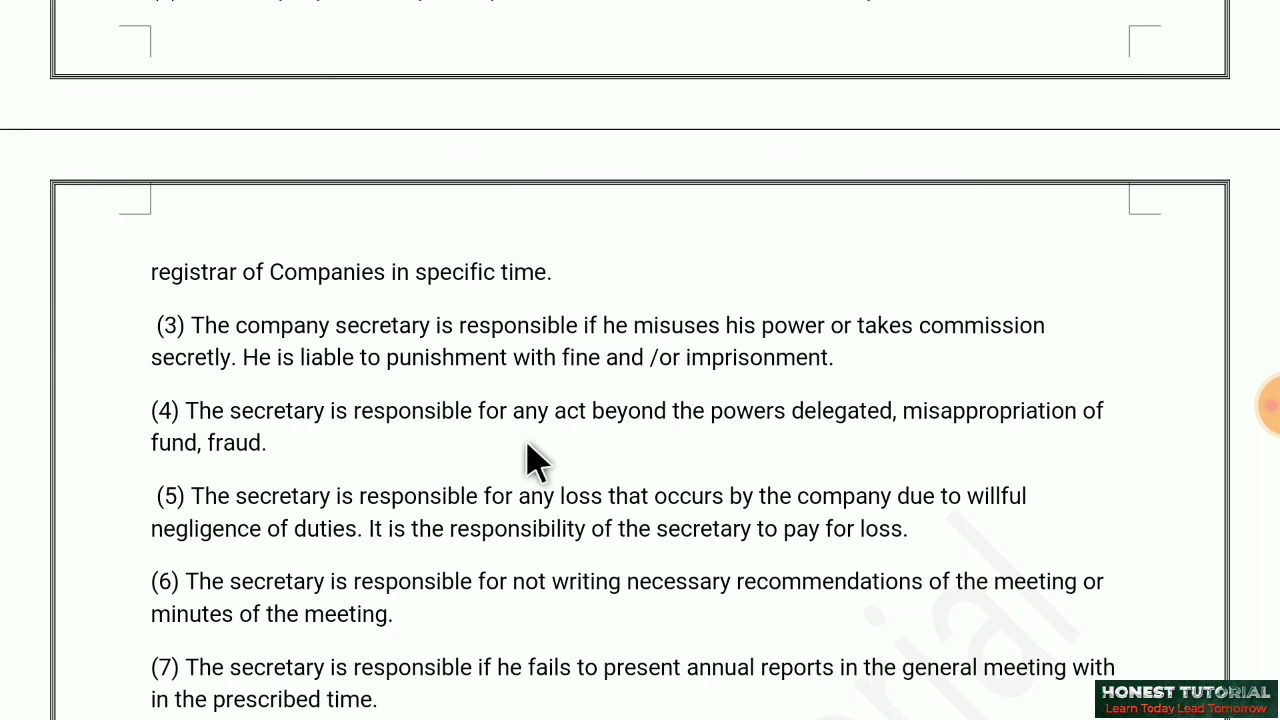 registrar of Companies in specific time.
(3) The company secretary is responsible if he misuses his power or takes commission
secretly. He is liable to punishment with fine and /or imprisonment.
(4) The secretary is responsible for any act beyond the powers delegated, misappropriation of
fund, fraud.
(5) The secretary is responsible for any loss that occurs by the company due to willful
negligence of duties. It is the responsibility of the secretary to pay for loss.
(6) The secretary is responsible for not writing necessary recommendations of the meeting or
minutes of the meeting.
(7) The secretary is responsible if he fails to present annual reports in the general meeting with
in the prescribed time.
HONEST TUTORIAL
Learn Today Lead Tomorrow